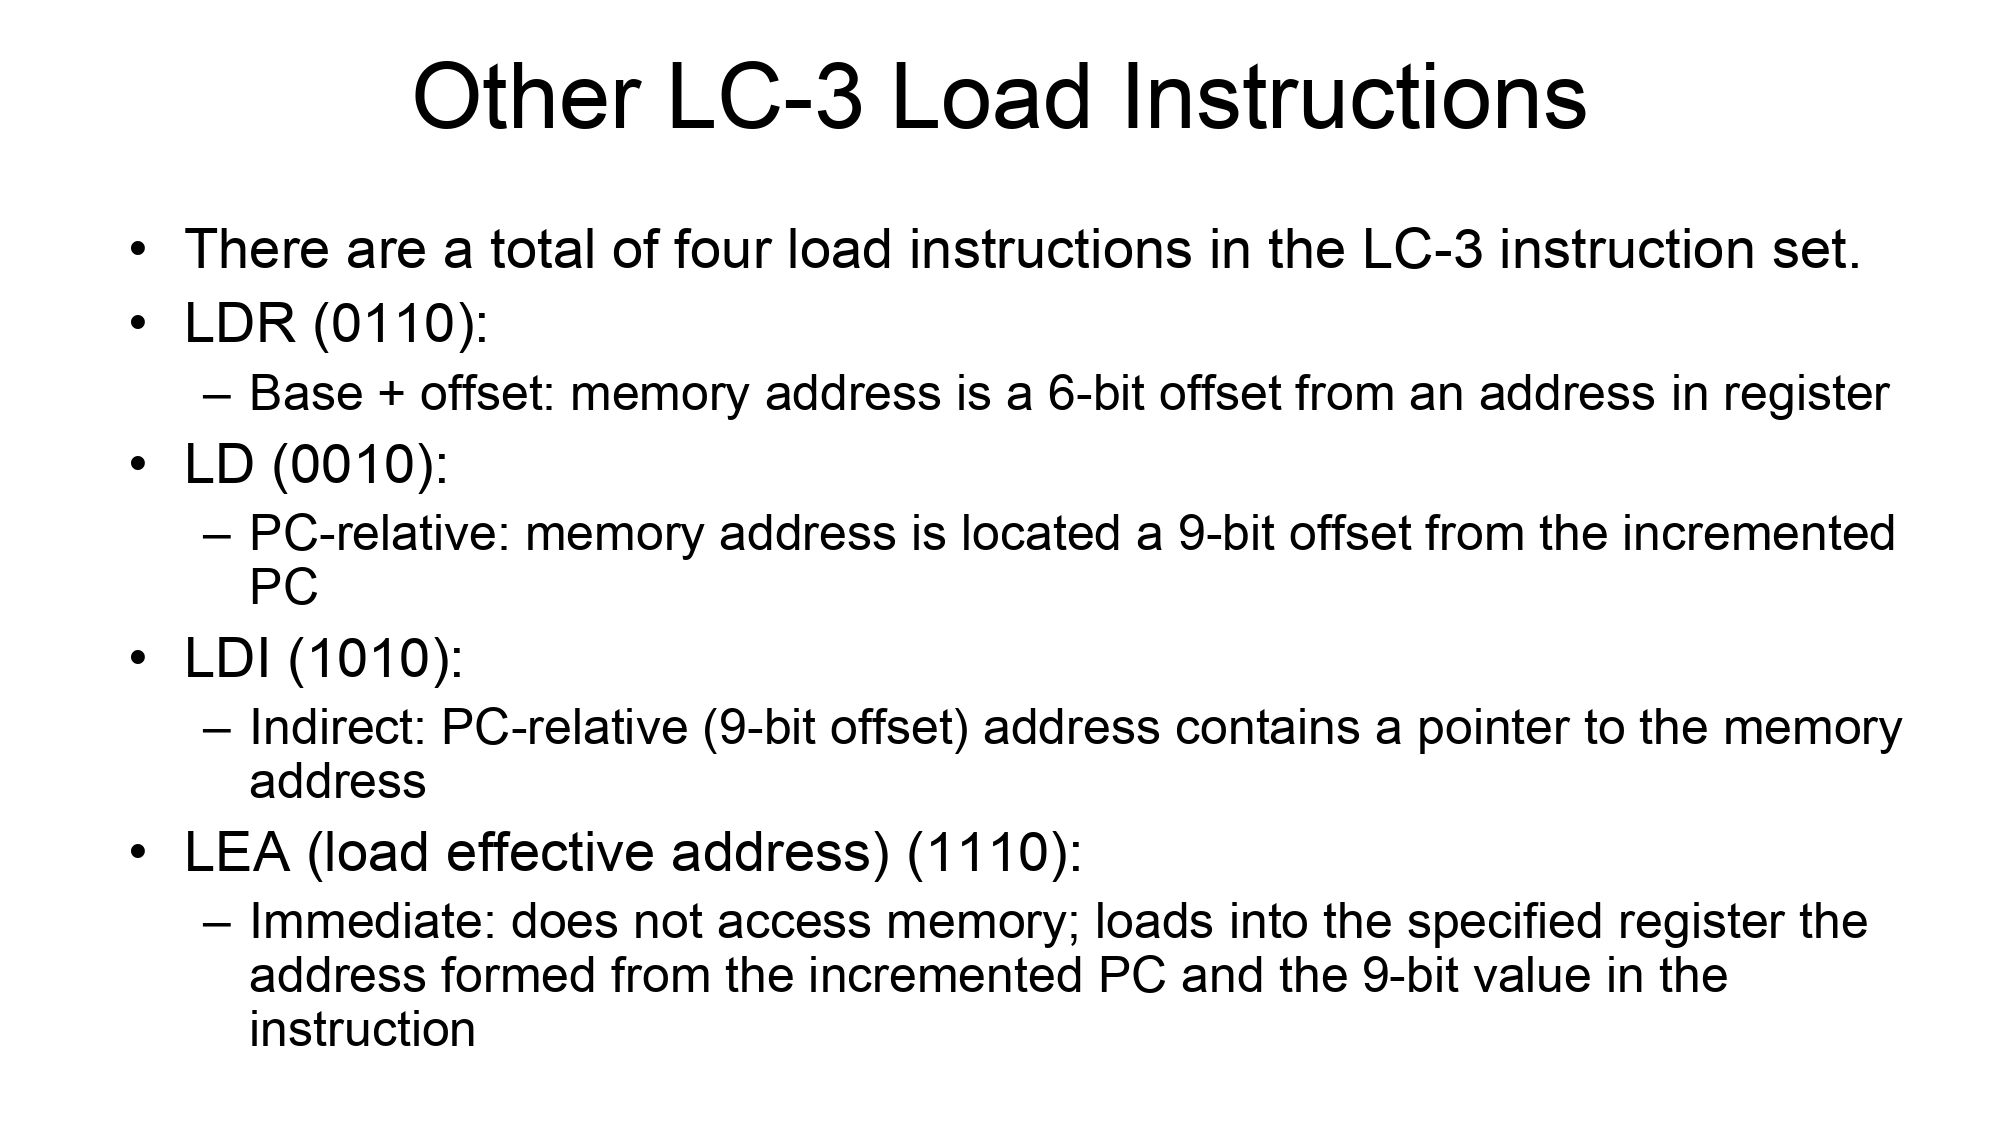 Other LC-3 Load Instructions
• There are a total of four load instructions in the LC-3 instruction set.
• LDR (0110):
– Base + offset: memory address is a 6-bit offset from an address in register
• LD (0010):
– PC-relative: memory address is located a 9-bit offset from the incremented
PC
• LDI (1010):
– Indirect: PC-relative (9-bit offset) address contains a pointer to the memory
address
• LEA (load effective address) (1110):
– Immediate: does not access memory; loads into the specified register the
address formed from the incremented PC and the 9-bit value in the
instruction